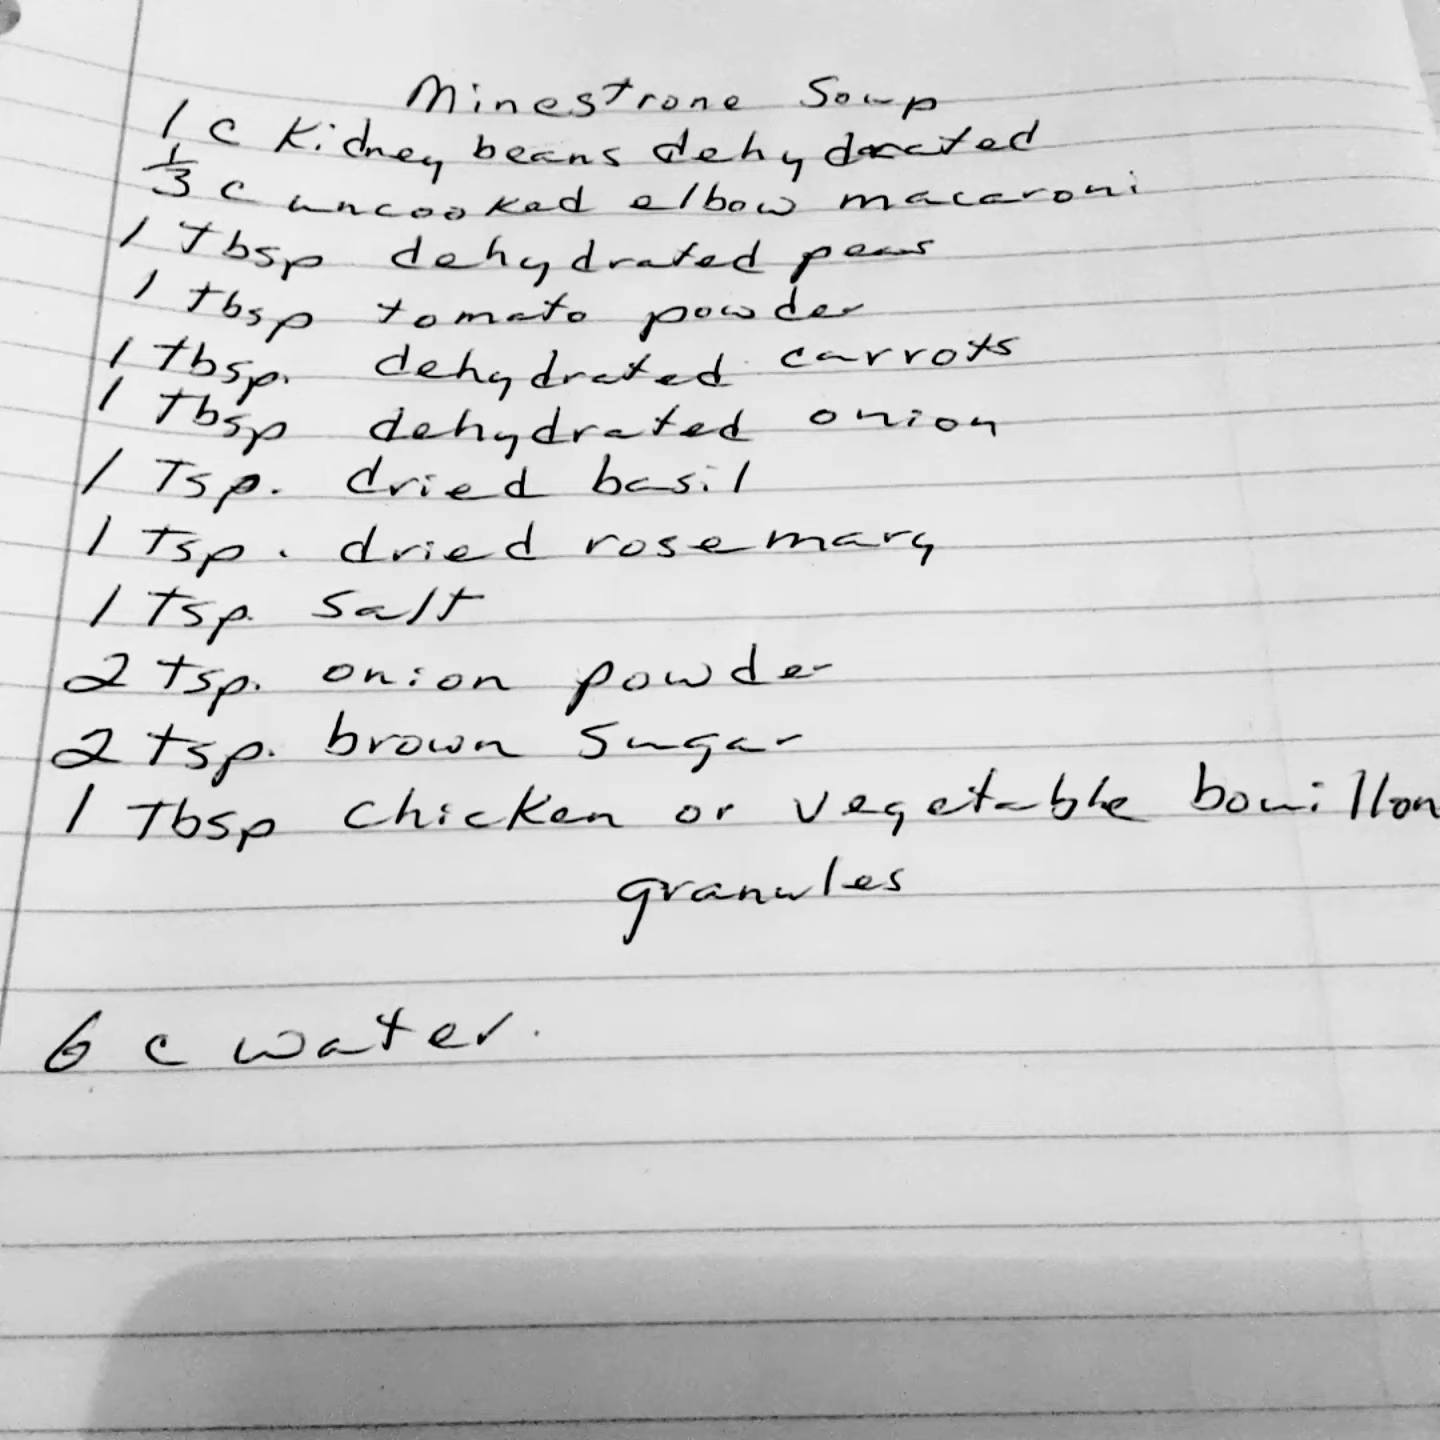 Minestrone Soup
1 c Kidney beans dehydrated
1/3 c uncooked elbow macaroni
1 Tbsp dehydrated peas
1 Tbsp tomato powder
1 Tbsp. dehydrated carrots
1 Tbsp dehydrated onion
1 Tsp. dried basil
1 Tsp. dried rosemary
1 Tsp. Salt
2 Tsp. onion powder
2 Tsp. brown Sugar
1 Tbsp Chicken or vegetable bouillon
granules
6 c water.